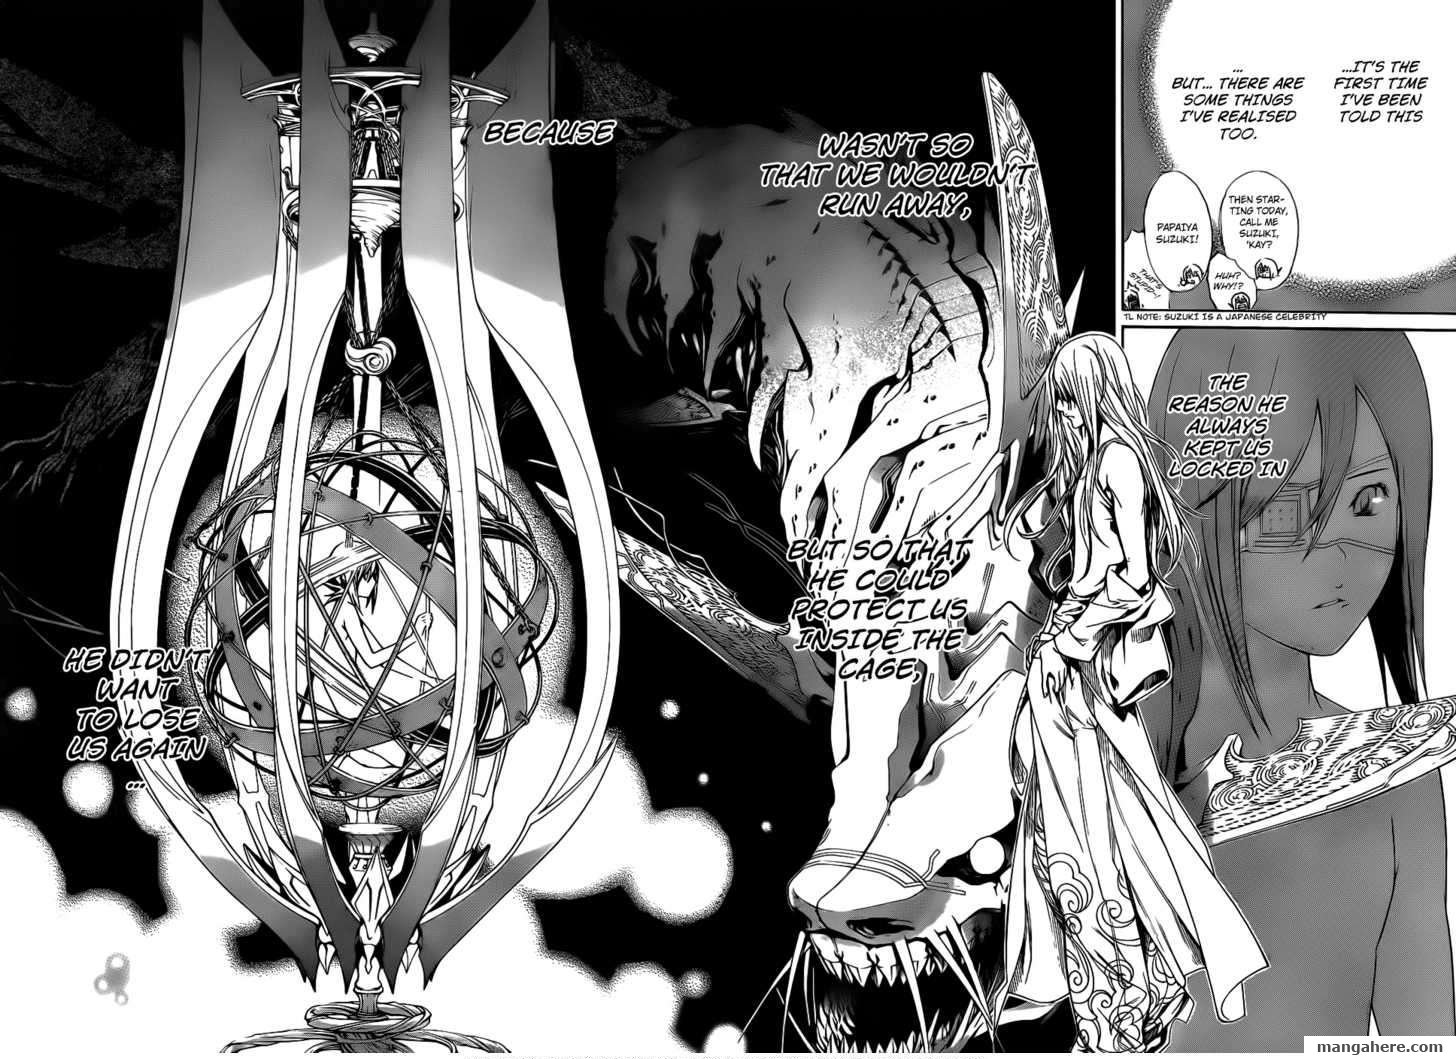 ...IT'S THE
FIRST TIME
I'VE BEEN
TOLD THIS
...
BUT... THERE ARE
SOME THINGS
I'VE REALISED
TOO.
THEN STAR-
TING TODAY,
CALL ME
SUZUKI,
'KAY?
HUH?
WHY!?
PAPAIYA
SUZUKI!
THAT'S
STUPID~!
TL NOTE: SUZUKI IS A JAPANESE CELEBRITY
THE
REASON HE
ALWAYS
KEPT US
LOCKED IN
WASN'T SO
THAT WE WOULDN'T
RUN AWAY,
BUT SO THAT
HE COULD
PROTECT US
INSIDE THE
CAGE,
BECAUSE
HE DIDN'T
WANT
TO LOSE
US AGAIN
...
mangahere.com